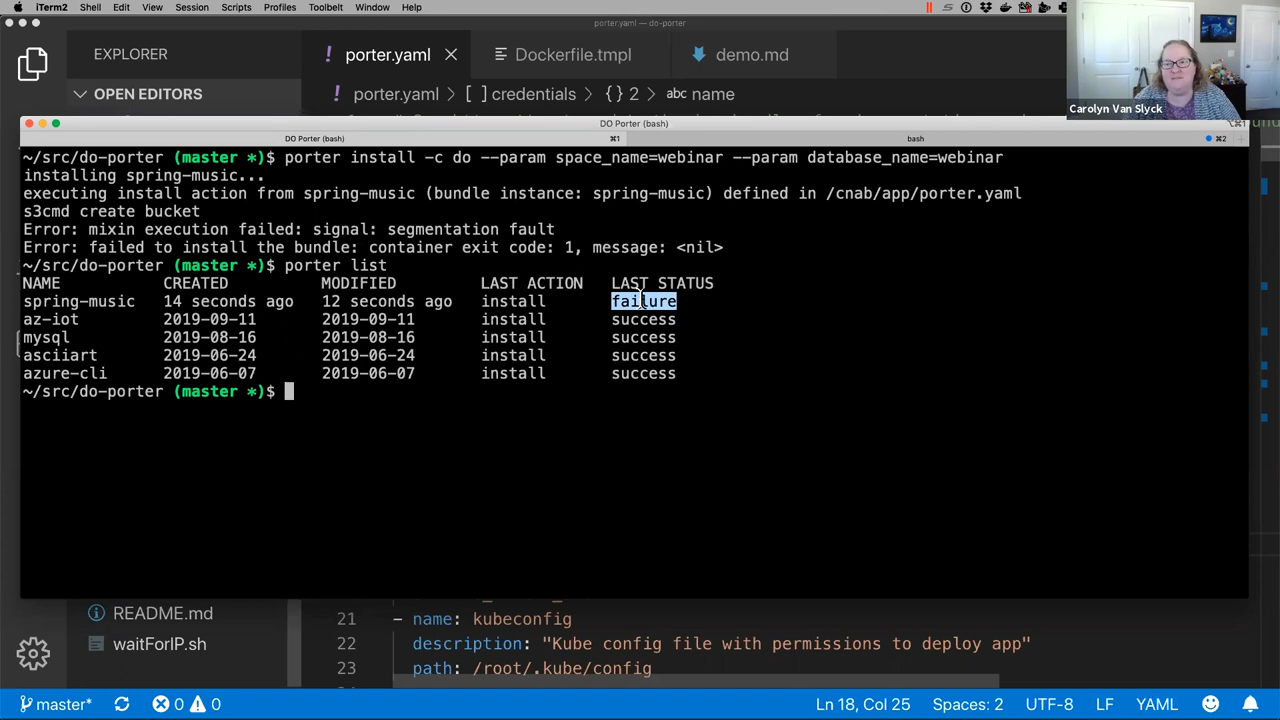 iTerm2 Shell Edit View Session Scripts Profiles Toolbelt Window Help
porter.yaml — do-porter
EXPLORER
! porter.yaml
Dockerfile.tmpl
demo.md
OPEN EDITORS
! porter.yaml > [ ] credentials > {} 2 > abc name
Carolyn Van Slyck
DO Porter (bash)
DO Porter (bash) ⌘1
bash ⌘2
~/src/do-porter (master *)$ porter install -c do --param space_name=webinar --param database_name=webinar
installing spring-music...
executing install action from spring-music (bundle instance: spring-music) defined in /cnab/app/porter.yaml
s3cmd create bucket
Error: mixin execution failed: signal: segmentation fault
Error: failed to install the bundle: container exit code: 1, message: <nil>
~/src/do-porter (master *)$ porter list
NAME CREATED MODIFIED LAST ACTION LAST STATUS
spring-music 14 seconds ago 12 seconds ago install failure
az-iot 2019-09-11 2019-09-11 install success
mysql 2019-08-16 2019-08-16 install success
asciiart 2019-06-24 2019-06-24 install success
azure-cli 2019-06-07 2019-06-07 install success
~/src/do-porter (master *)$
README.md
waitForIP.sh
21 - name: kubeconfig
22 description: "Kube config file with permissions to deploy app"
23 path: /root/.kube/config
master* 0 0 Ln 18, Col 25 Spaces: 2 UTF-8 LF YAML